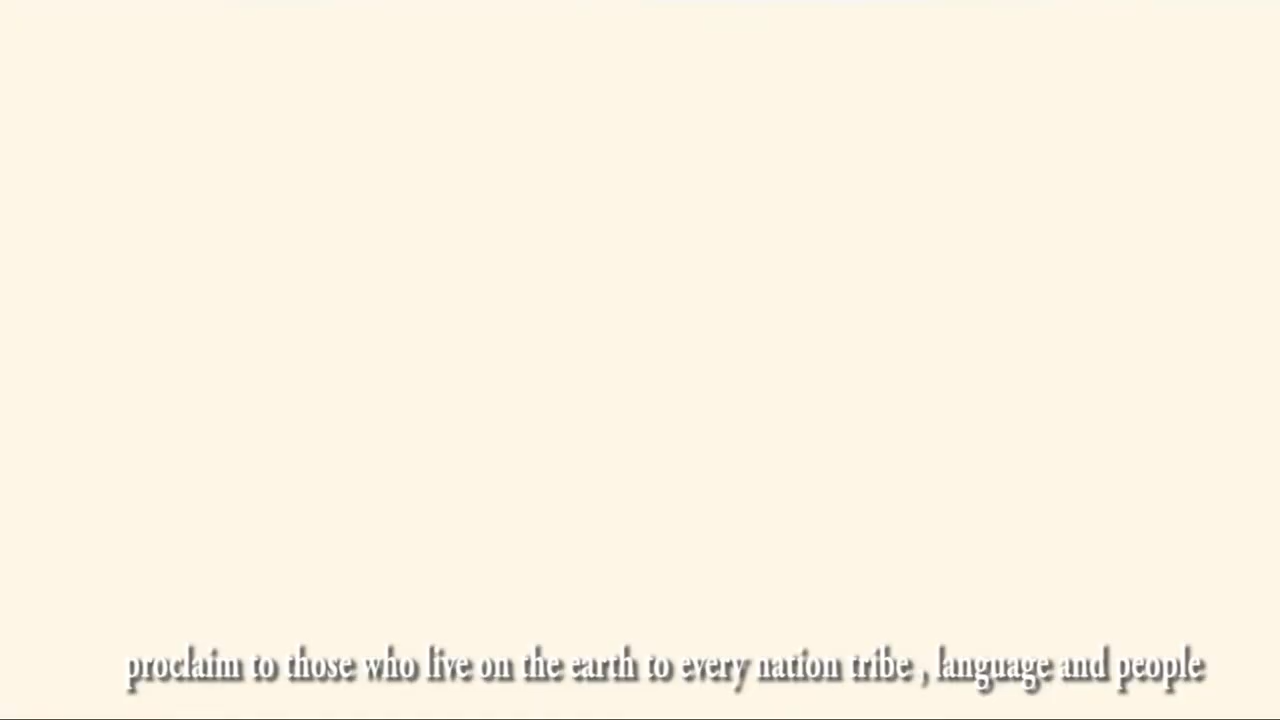 proclaim to those who live on the earth to every nation tribe , language and people